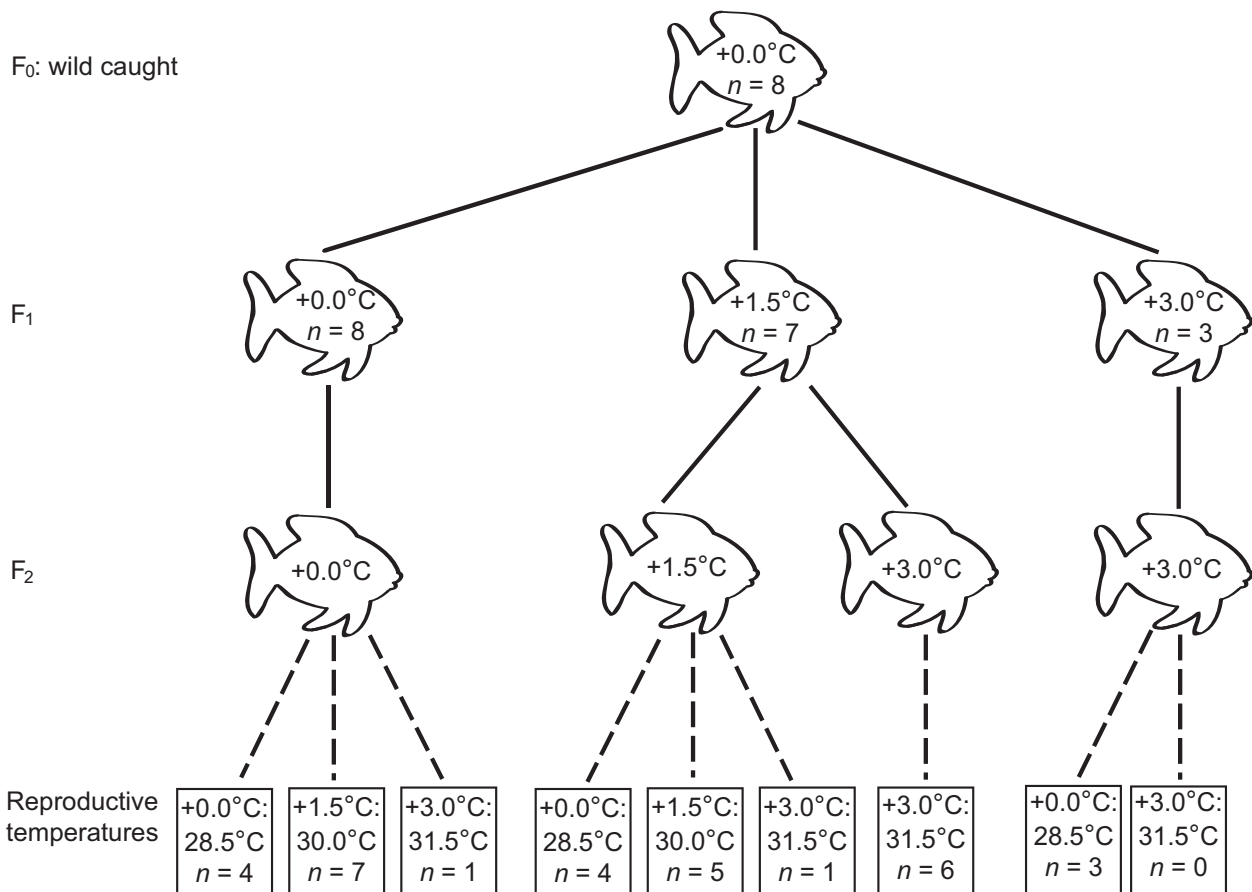 F₀: wild caught
+0.0°C
n = 8
F₁
+0.0°C
n = 8
+1.5°C
n = 7
+3.0°C
n = 3
F₂
+0.0°C
+1.5°C
+3.0°C
+3.0°C
Reproductive
temperatures
+0.0°C:
28.5°C
n = 4
+1.5°C:
30.0°C
n = 7
+3.0°C:
31.5°C
n = 1
+0.0°C:
28.5°C
n = 4
+1.5°C:
30.0°C
n = 5
+3.0°C:
31.5°C
n = 1
+3.0°C:
31.5°C
n = 6
+0.0°C:
28.5°C
n = 3
+3.0°C:
31.5°C
n = 0